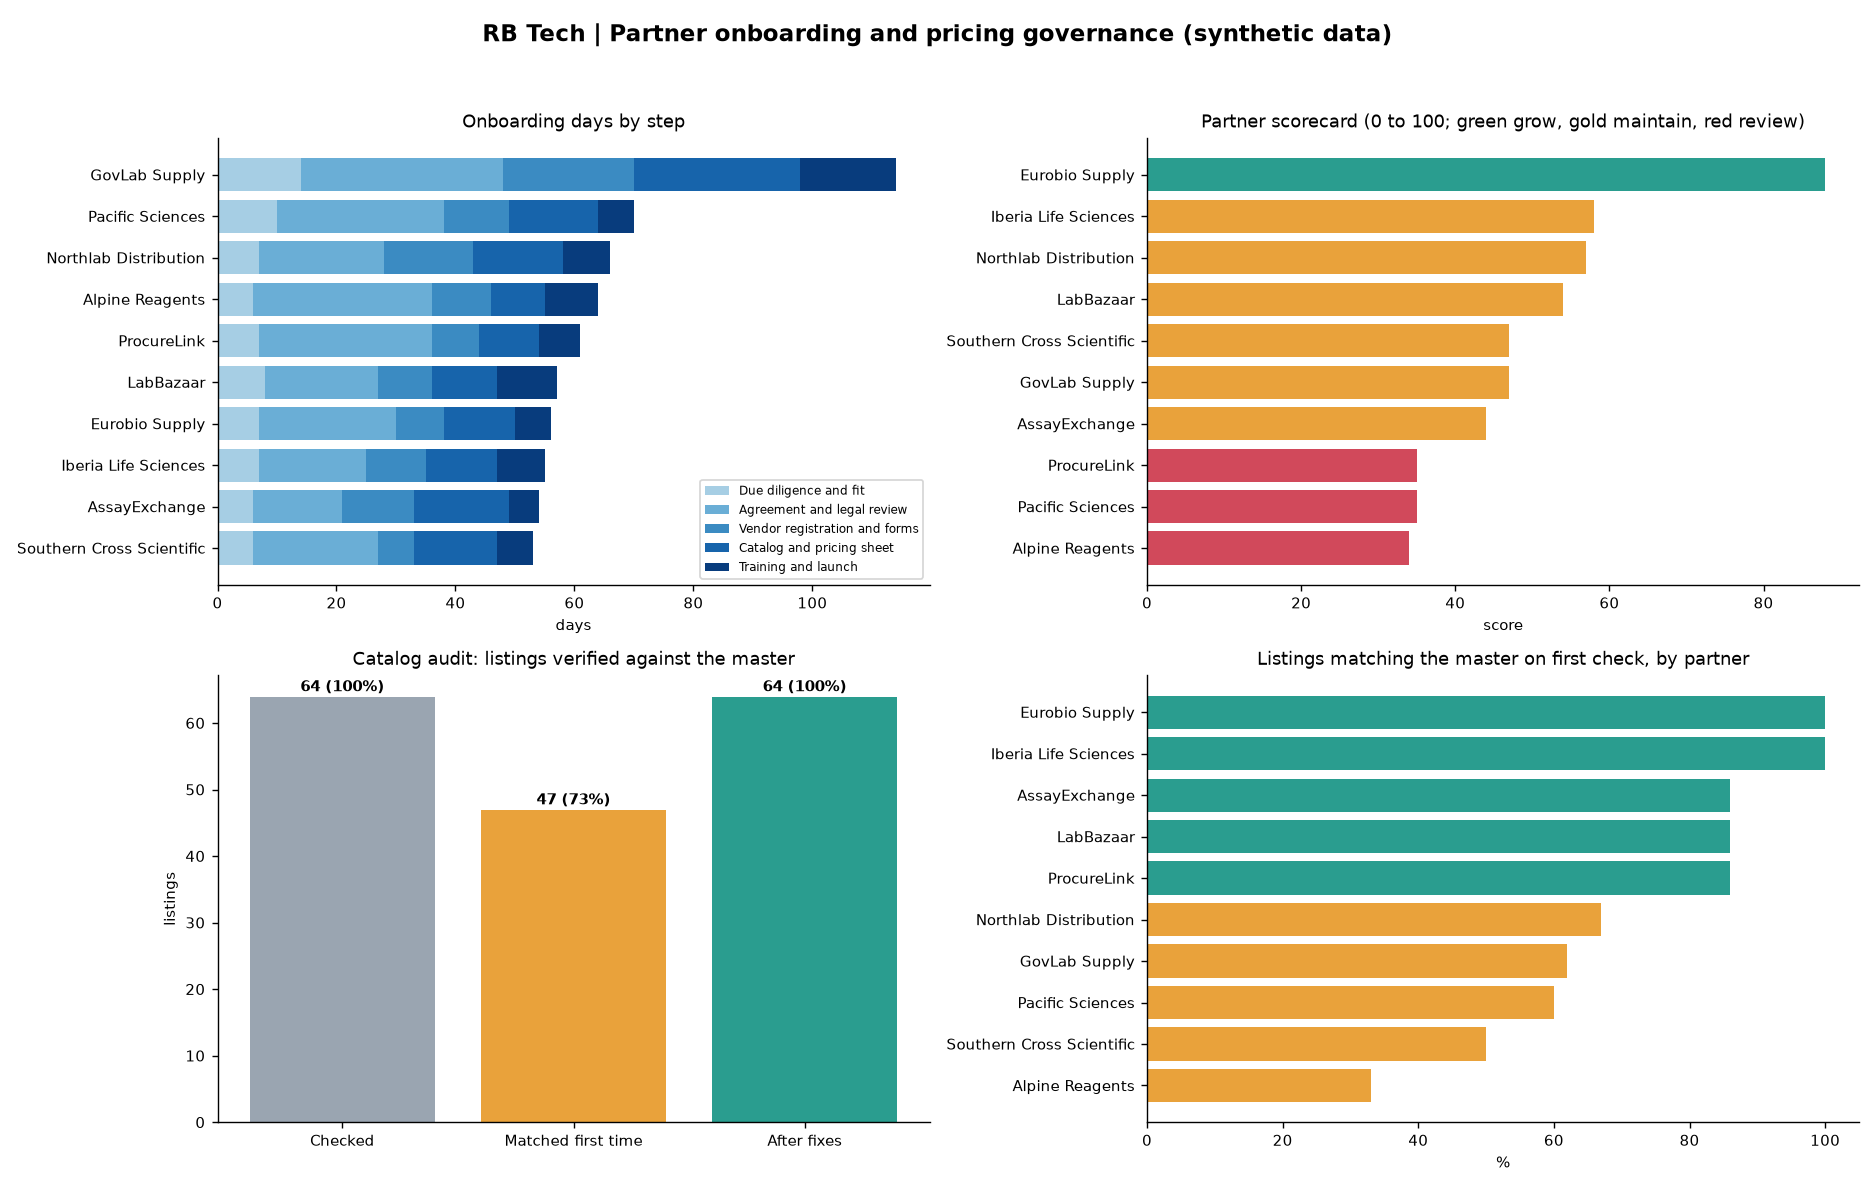 RB Tech | Partner onboarding and pricing governance (synthetic data)
Onboarding days by step
GovLab Supply
Pacific Sciences
Northlab Distribution
Alpine Reagents
ProcureLink
LabBazaar
Eurobio Supply
Iberia Life Sciences
AssayExchange
Southern Cross Scientific
Due diligence and fit
Agreement and legal review
Vendor registration and forms
Catalog and pricing sheet
Training and launch
0 20 40 60 80 100
days
Partner scorecard (0 to 100; green grow, gold maintain, red review)
Eurobio Supply
Iberia Life Sciences
Northlab Distribution
LabBazaar
Southern Cross Scientific
GovLab Supply
AssayExchange
ProcureLink
Pacific Sciences
Alpine Reagents
0 20 40 60 80
score
Catalog audit: listings verified against the master
64 (100%)
47 (73%)
64 (100%)
60
50
40
30
20
10
0
listings
Checked
Matched first time
After fixes
Listings matching the master on first check, by partner
Eurobio Supply
Iberia Life Sciences
AssayExchange
LabBazaar
ProcureLink
Northlab Distribution
GovLab Supply
Pacific Sciences
Southern Cross Scientific
Alpine Reagents
0 20 40 60 80 100
%